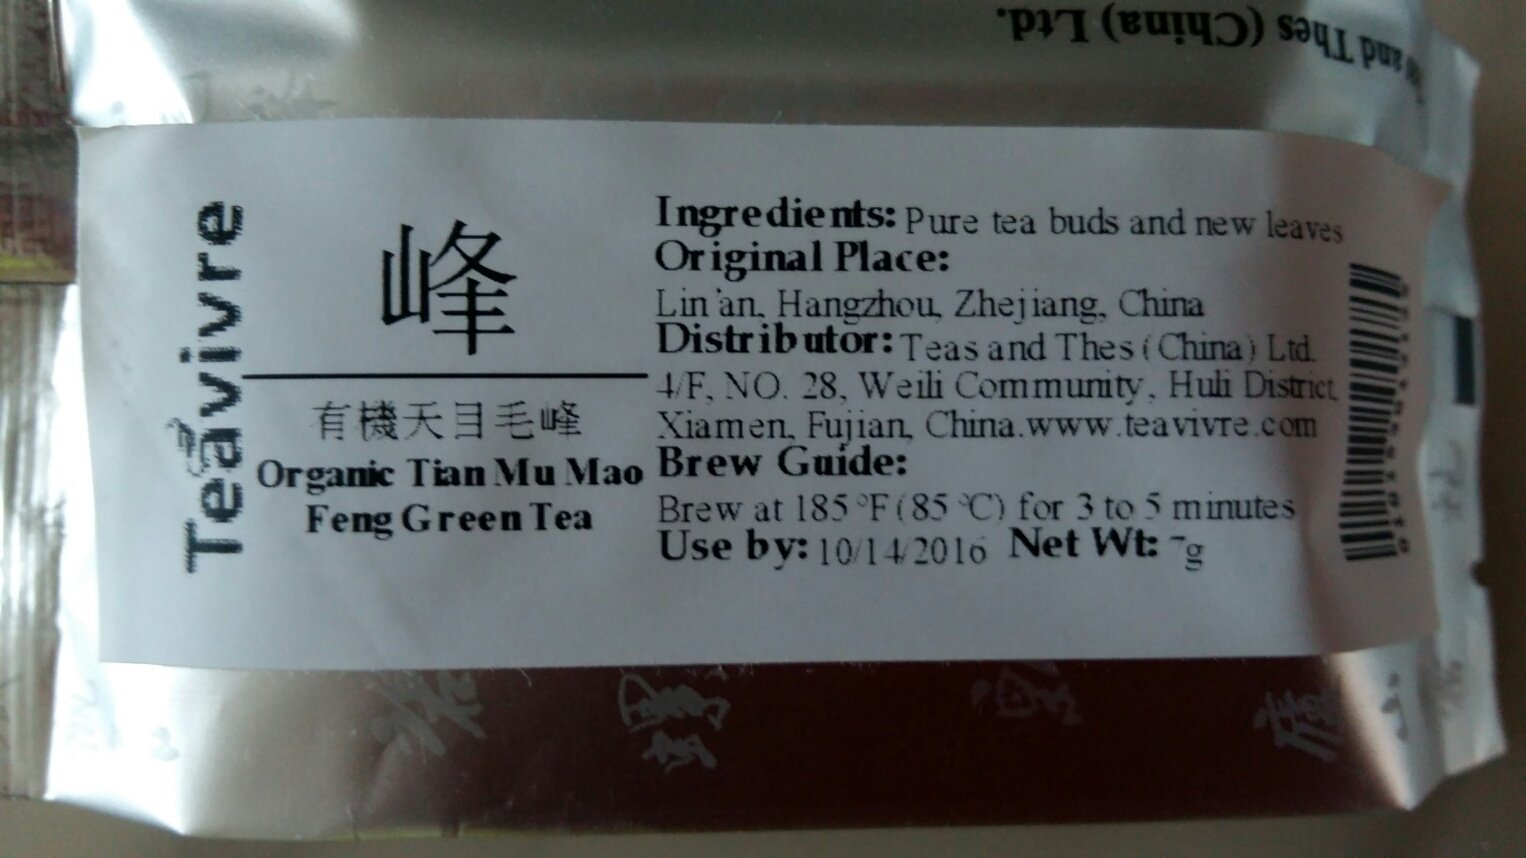 and Thes (China) Ltd.
Teavivre
峰
有機天目毛峰
Organic Tian Mu Mao
Feng Green Tea
Ingredients: Pure tea buds and new leaves
Original Place:
Lin'an, Hangzhou, Zhejiang, China
Distributor: Teas and Thes (China) Ltd.
4/F, NO. 28, Weili Community, Huli District,
Xiamen, Fujian, China.www.teavivre.com
Brew Guide:
Brew at 185 °F (85 °C) for 3 to 5 minutes
Use by: 10/14/2016 Net Wt: 7g